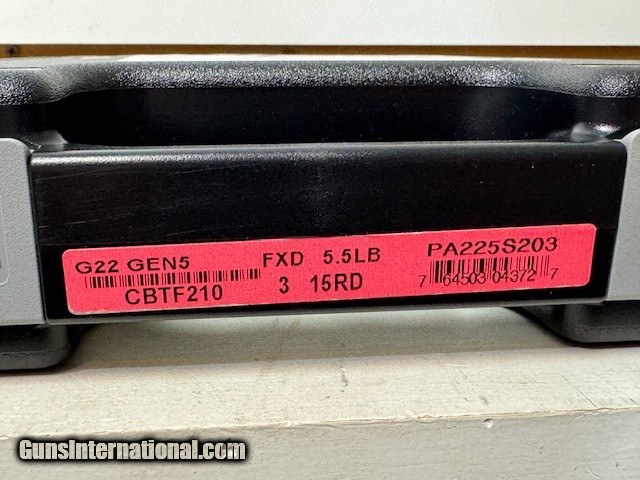 G22 GEN5 FXD 5.5LB PA225S203
CBTF210 3 15RD 7 64503 04372 7
GunsInternational.com